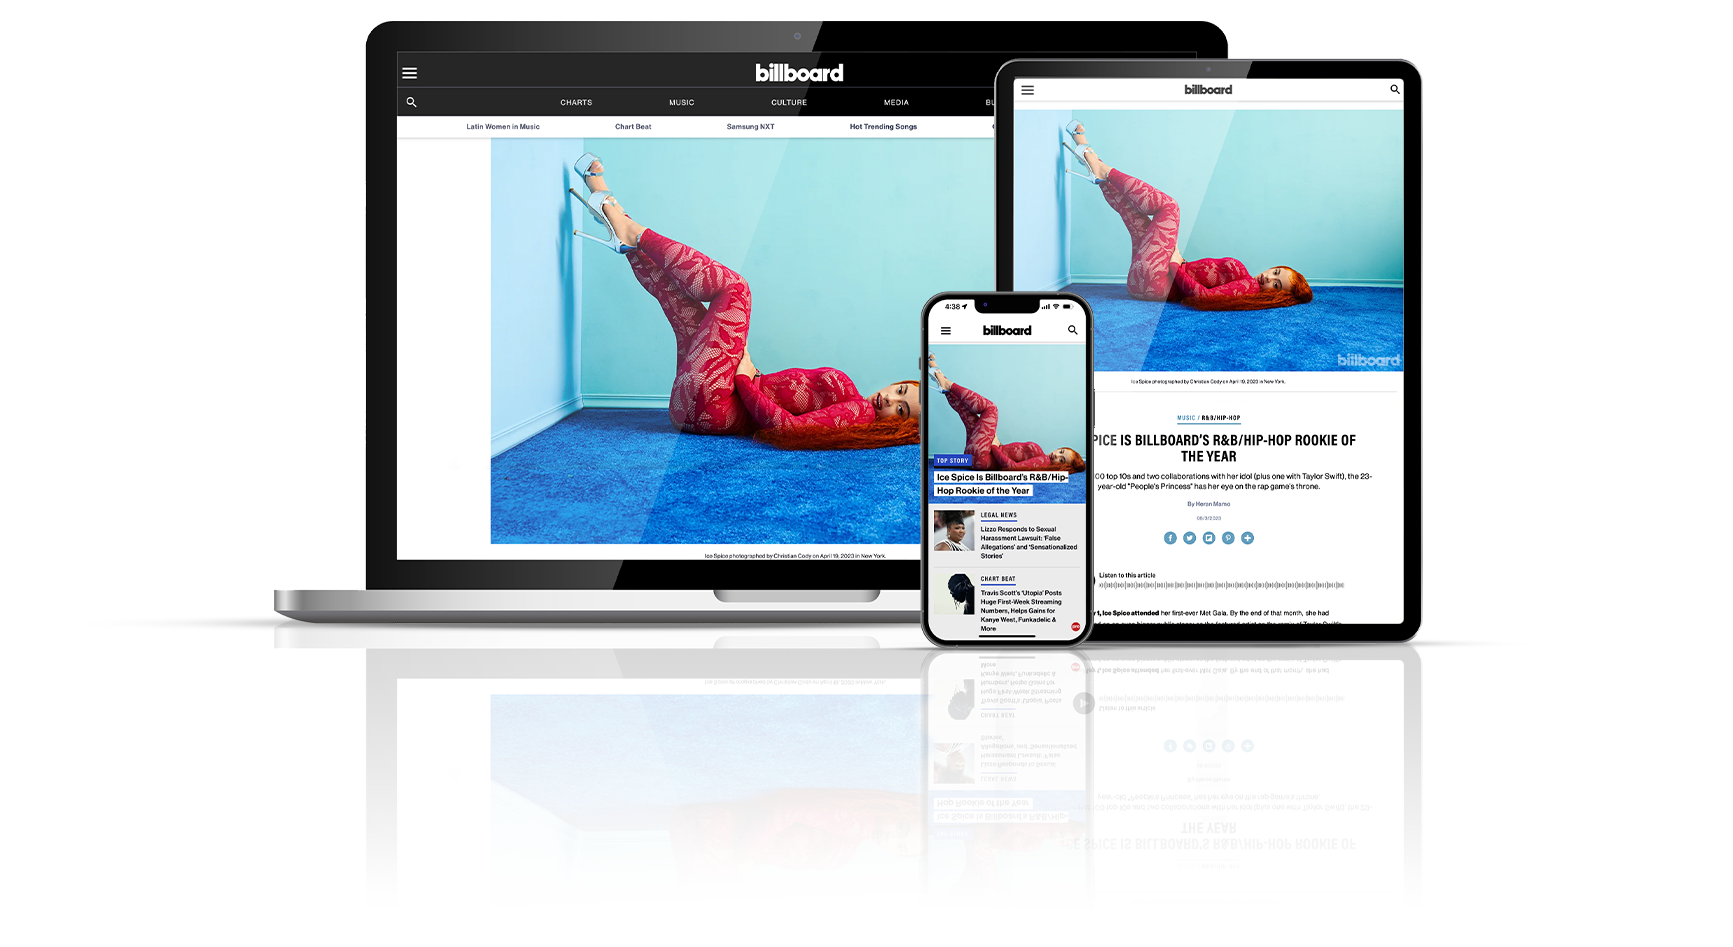 billboard
CHARTS MUSIC CULTURE MEDIA
Latin Women in Music Chart Beat Samsung NXT Hot Trending Songs
Ice Spice photographed by Christian Cody on April 19, 2023 in New York.
billboard
billboard
Ice Spice photographed by Christian Cody on April 19, 2023 in New York.
MUSIC / R&B/HIP-HOP
IS BILLBOARD'S R&B/HIP-HOP ROOKIE OF
THE YEAR
top 10s and two collaborations with her idol (plus one with Taylor Swift), the 23-
year-old "People's Princess" has her eye on the rap game's throne.
By Heran Mamo
08/3/2023
Listen to this article
1, Ice Spice attended her first-ever Met Gala. By the end of that month, she had
4:38
billboard
TOP STORY
Ice Spice Is Billboard's R&B/Hip-
Hop Rookie of the Year
LEGAL NEWS
Lizzo Responds to Sexual
Harassment Lawsuit: 'False
Allegations' and 'Sensationalized
Stories'
CHART BEAT
Travis Scott's 'Utopia' Posts
Huge First-Week Streaming
Numbers, Helps Gains for
Kanye West, Funkadelic &
More